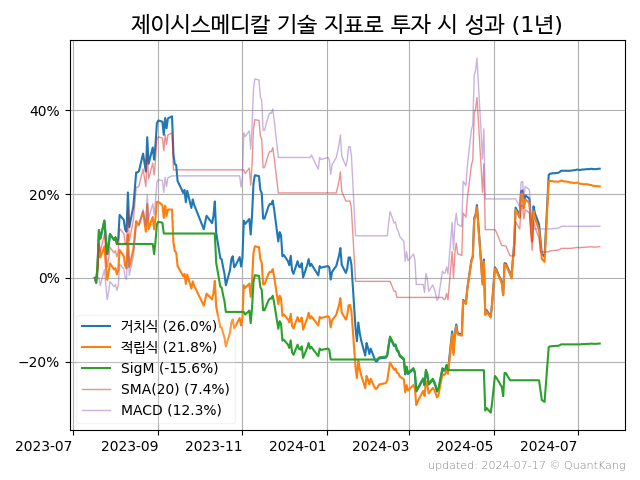 제이시스메디칼 기술 지표로 투자 시 성과 (1년)
40%
20%
0%
−20%
거치식 (26.0%)
적립식 (21.8%)
SigM (-15.6%)
SMA(20) (7.4%)
MACD (12.3%)
2023-07 2023-09 2023-11 2024-01 2024-03 2024-05 2024-07
updated: 2024-07-17 © QuantKang